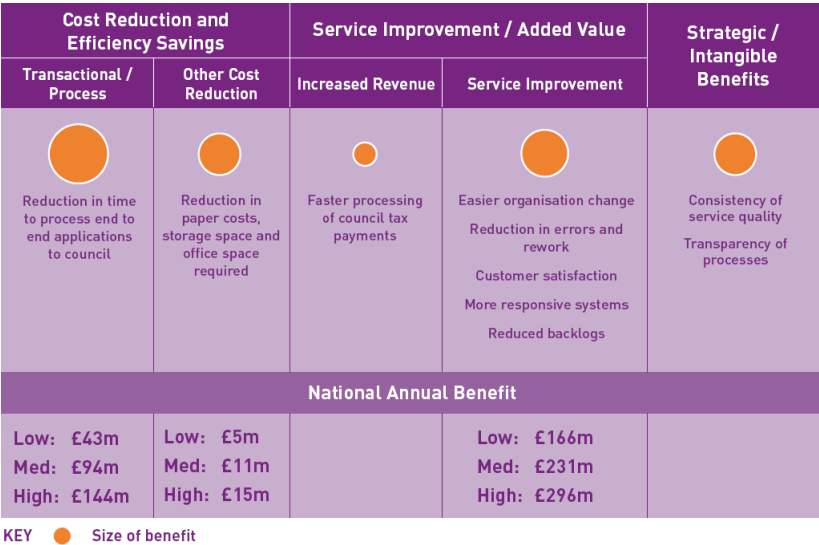 Cost Reduction and
Efficiency Savings
Service Improvement / Added Value
Strategic /
Intangible
Benefits
Transactional /
Process
Other Cost
Reduction
Increased Revenue
Service Improvement
Reduction in time
to process end to
end applications
to council
Reduction in
paper costs,
storage space and
office space
required
Faster processing
of council tax
payments
Easier organisation change
Reduction in errors and
rework
Customer satisfaction
More responsive systems
Reduced backlogs
Consistency of
service quality
Transparency of
processes
National Annual Benefit
Low: £43m
Med: £94m
High: £144m
Low: £5m
Med: £11m
High: £15m
Low: £166m
Med: £231m
High: £296m
KEY Size of benefit